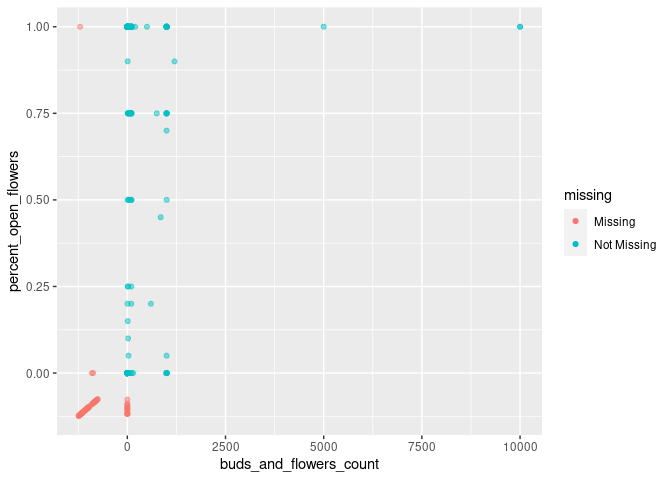 1.00
0.75
0.50
0.25
0.00
percent_open_flowers
0
2500
5000
7500
10000
buds_and_flowers_count
missing
Missing
Not Missing